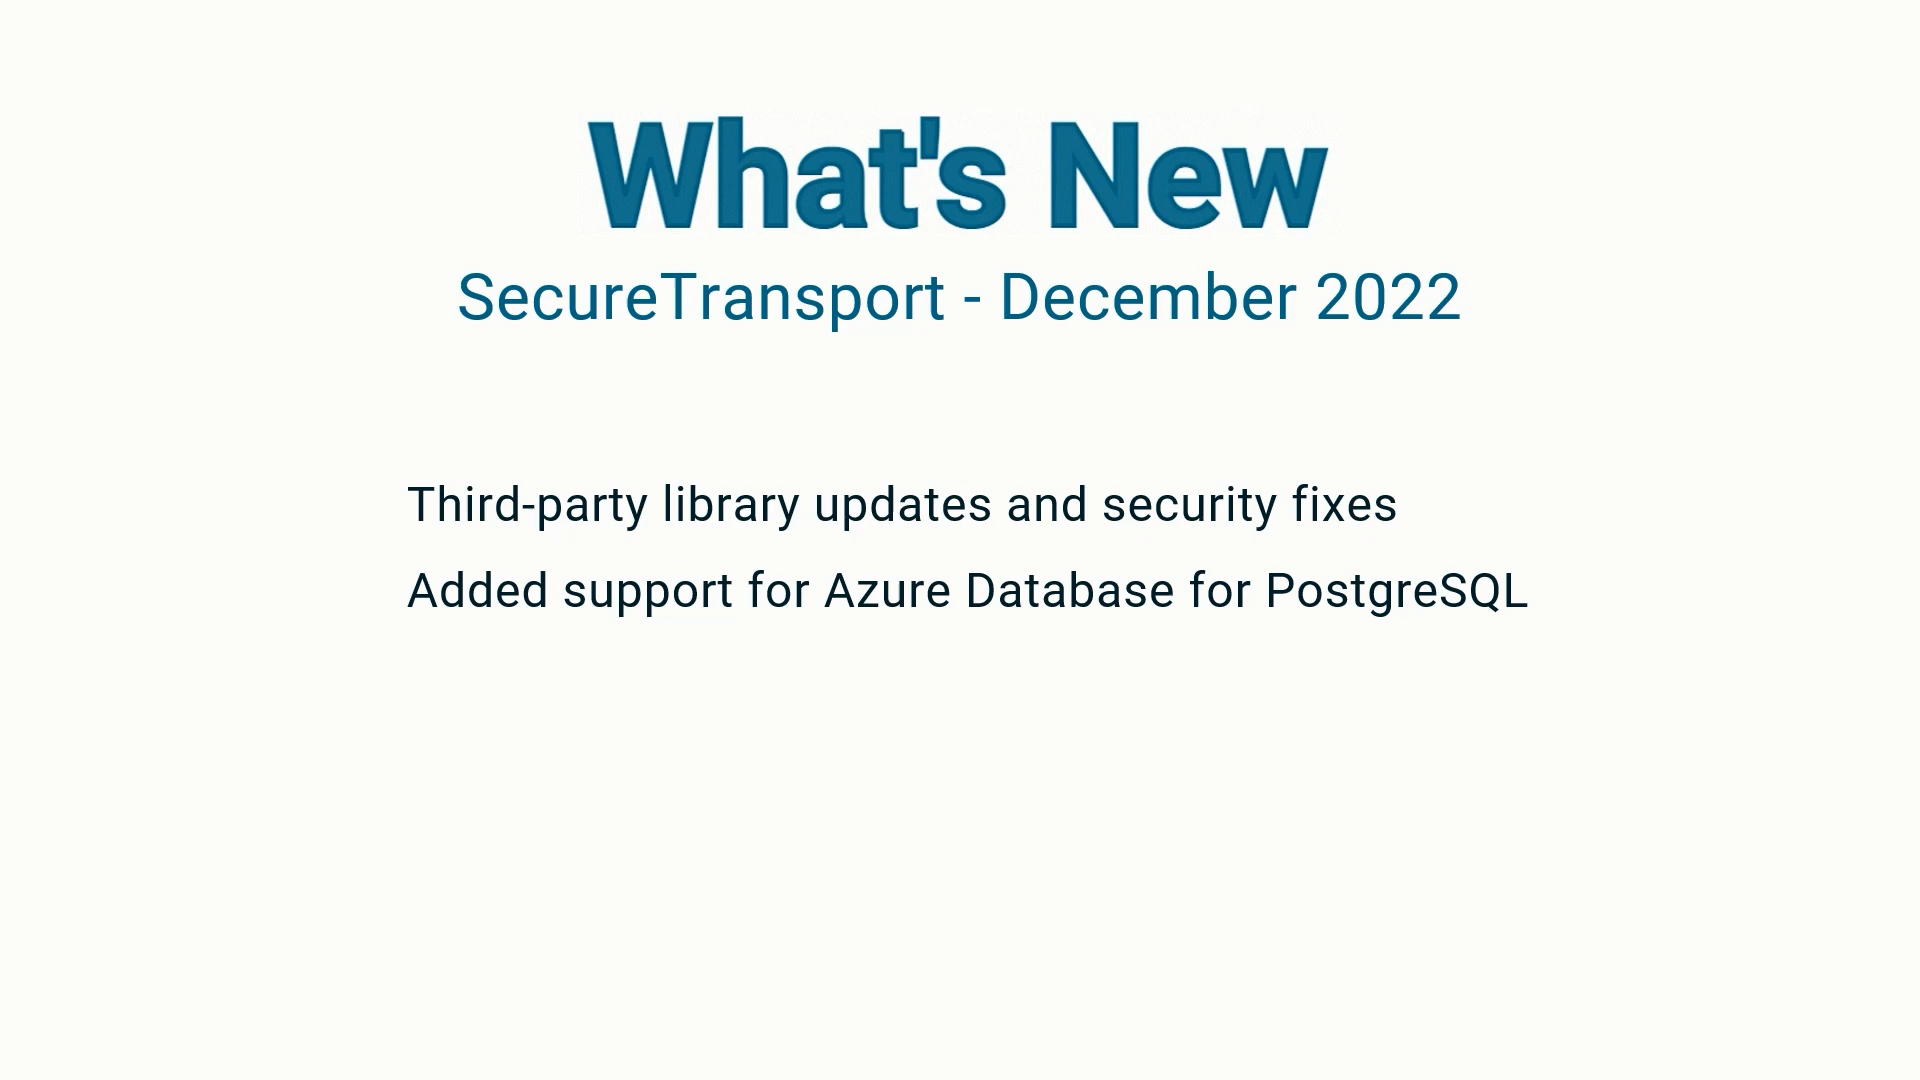 What's New
SecureTransport - December 2022
Third-party library updates and security fixes
Added support for Azure Database for PostgreSQL